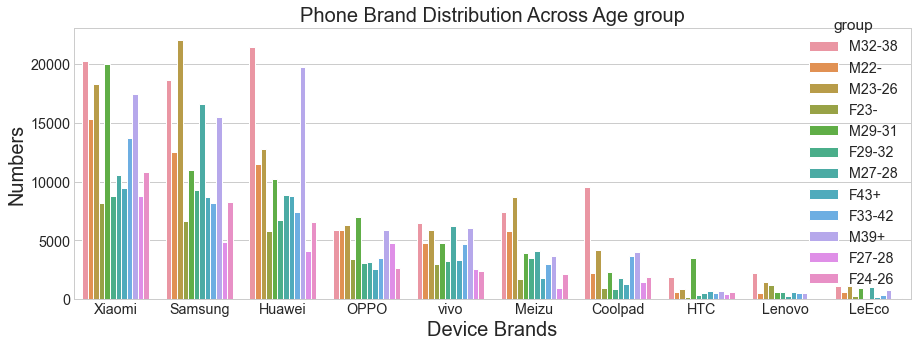 Phone Brand Distribution Across Age group
group
M32-38
M22-
M23-26
F23-
M29-31
F29-32
M27-28
F43+
F33-42
M39+
F27-28
F24-26
Numbers
20000
15000
10000
5000
0
Xiaomi Samsung Huawei OPPO vivo Meizu Coolpad HTC Lenovo LeEco
Device Brands